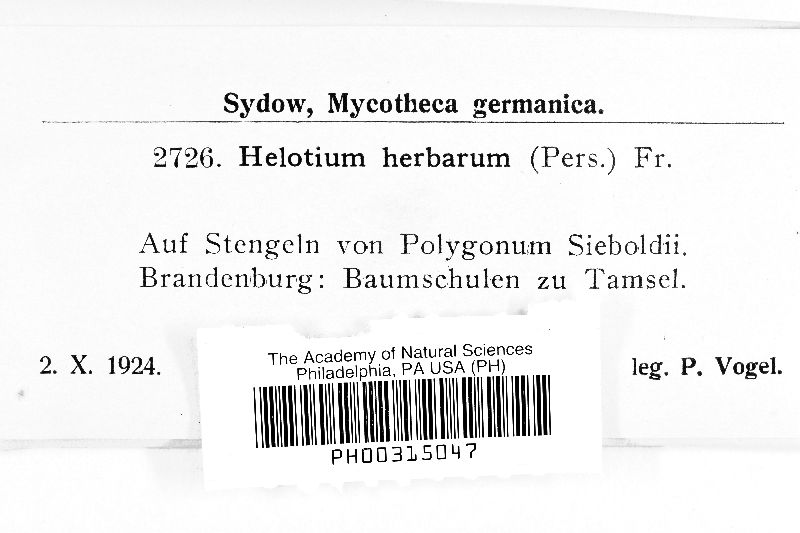 Sydow, Mycotheca germanica.
2726. Helotium herbarum (Pers.) Fr.
Auf Stengeln von Polygonum Sieboldii.
Brandenburg: Baumschulen zu Tamsel.
2. X. 1924.
leg. P. Vogel.
The Academy of Natural Sciences
Philadelphia, PA USA (PH)
PH00315047